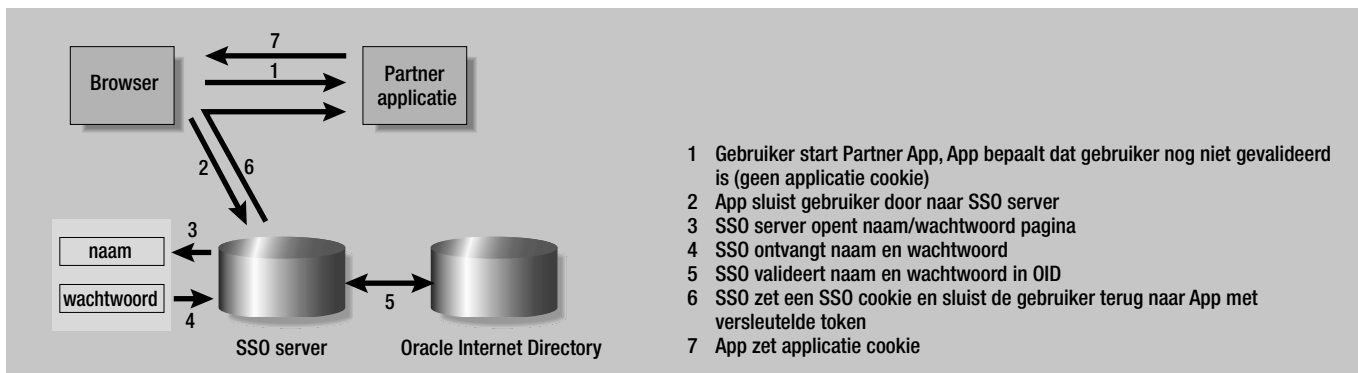 7
1
Browser
Partner
applicatie
2
6
3
naam
wachtwoord
4
5
SSO server
Oracle Internet Directory
1 Gebruiker start Partner App, App bepaalt dat gebruiker nog niet gevalideerd
is (geen applicatie cookie)
2 App sluist gebruiker door naar SSO server
3 SSO server opent naam/wachtwoord pagina
4 SSO ontvangt naam en wachtwoord
5 SSO valideert naam en wachtwoord in OID
6 SSO zet een SSO cookie en sluist de gebruiker terug naar App met
versleutelde token
7 App zet applicatie cookie